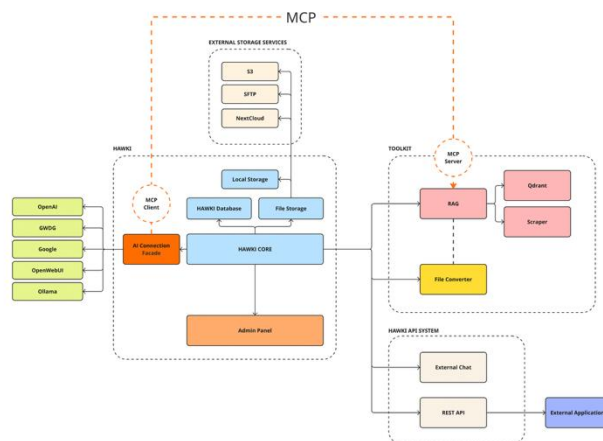 MCP
EXTERNAL STORAGE SERVICES
S3
SFTP
NextCloud
HAWKI
TOOLKIT
MCP
Server
Qdrant
Local Storage
MCP
Client
HAWKI Database
File Storage
RAG
Scraper
OpenAI
GWDG
Google
OpenWebUI
Ollama
AI Connection
Facade
HAWKI CORE
File Converter
Admin Panel
HAWKI API SYSTEM
External Chat
REST API
External Application